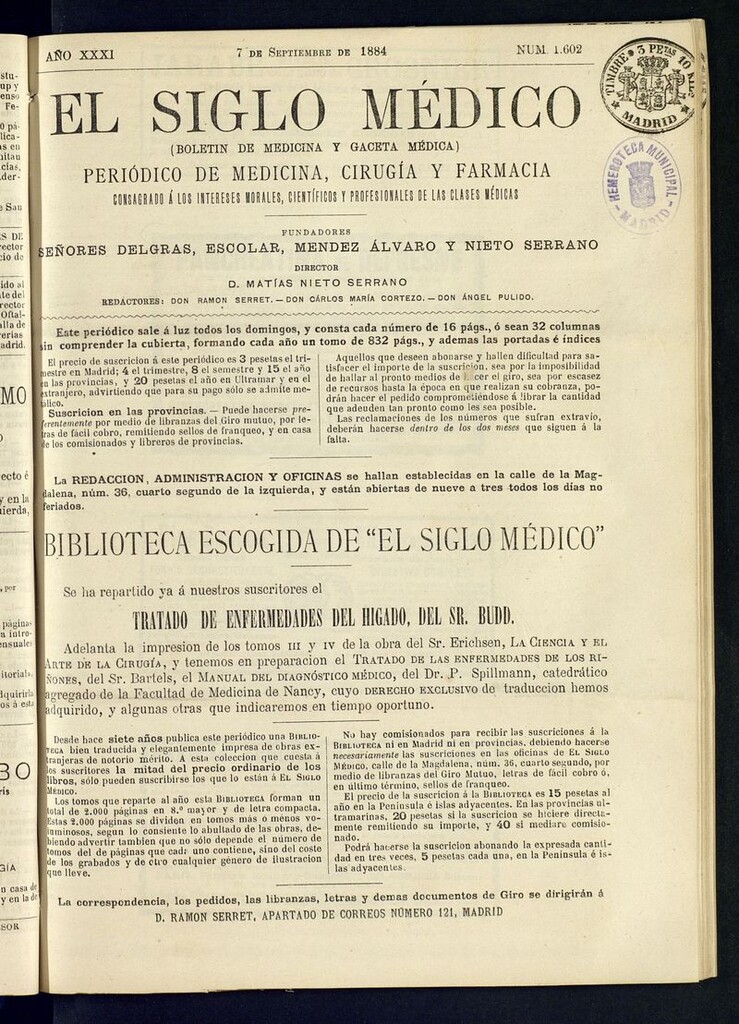 AÑO XXXI
7 DE SEPTIEMBRE DE 1884
NUM 1.602
TIMBRE 3 PETAS 10 KILS
MADRID
HEMEROTECA MUNICIPAL
MADRID
EL SIGLO MÉDICO
(BOLETIN DE MEDICINA Y GACETA MÉDICA)
PERIÓDICO DE MEDICINA, CIRUGÍA Y FARMACIA
CONSAGRADO Á LOS INTERESES MORALES, CIENTÍFICOS Y PROFESIONALES DE LAS CLASES MÉDICAS
FUNDADORES
SEÑORES DELGRAS, ESCOLAR, MENDEZ ÁLVARO Y NIETO SERRANO
DIRECTOR
D. MATÍAS NIETO SERRANO
REDACTORES: DON RAMON SERRET.—DON CÁRLOS MARÍA CORTEZO.—DON ÁNGEL PULIDO.
Este periódico sale á luz todos los domingos, y consta cada número de 16 págs., ó sean 32 columnas
sin comprender la cubierta, formando cada año un tomo de 832 págs., y ademas las portadas é índices
El precio de suscricion á este periódico es 3 pesetas el tri-
mestre en Madrid; 4 el trimestre, 8 el semestre y 15 el año
en las provincias, y 20 pesetas el año en Ultramar y en el
extranjero, advirtiendo que para su pago sólo se admite me-
tálico.
Suscricion en las provincias.—Puede hacerse pre-
ferentemente por medio de libranzas del Giro mutuo, por le-
tras de fácil cobro, remitiendo sellos de franqueo, y en casa
de los comisionados y libreros de provincias.
Aquellos que deseen abonarse y hallen dificultad para sa-
tisfacer el importe de la suscricion, sea por la imposibilidad
de hallar al pronto medios de hacer el giro, sea por escasez
de recursos hasta la época en que realizan su cobranza, po-
drán hacer el pedido comprometiéndose á librar la cantidad
que adeuden tan pronto como les sea posible.
Las reclamaciones de los números que sufran extravío,
deberán hacerse dentro de los dos meses que siguen á la
falta.
La REDACCION, ADMINISTRACION Y OFICINAS se hallan establecidas en la calle de la Mag-
dalena, núm. 36, cuarto segundo de la izquierda, y están abiertas de nueve a tres todos los días no
feriados.
BIBLIOTECA ESCOGIDA DE "EL SIGLO MÉDICO"
Se ha repartido ya á nuestros suscritores el
TRATADO DE ENFERMEDADES DEL HIGADO, DEL SR. BUDD.
Adelanta la impresion de los tomos III y IV de la obra del Sr. Erichsen, LA CIENCIA Y EL
ARTE DE LA CIRUGÍA, y tenemos en preparacion el TRATADO DE LAS ENFERMEDADES DE LOS RI-
ÑONES, del Sr. Bartels, el MANUAL DEL DIAGNÓSTICO MÉDICO, del Dr. P. Spillmann, catedrático
agregado de la Facultad de Medicina de Nancy, cuyo DERECHO EXCLUSIVO de traduccion hemos
adquirido, y algunas otras que indicaremos en tiempo oportuno.
Desde hace siete años publica este periódico una BIBLIO-
TECA bien traducida y elegantemente impresa de obras ex-
tranjeras de notorio mérito. A esta coleccion que cuesta á
los suscritores la mitad del precio ordinario de los
libros, sólo pueden suscribirse los que lo están á EL SIGLO
MÉDICO.
Los tomos que reparte al año esta BIBLIOTECA forman un
total de 2.000 páginas en 8.º mayor y de letra compacta.
Estas 2.000 páginas se dividen en tomos más ó ménos vo-
luminosos, segun lo consiente lo abultado de las obras, de-
biendo advertir tambien que no sólo depende el número de
tomos del de páginas que cada uno contiene, sino del coste
de los grabados y de otro cualquier género de ilustracion
que lleve.
No hay comisionados para recibir las suscriciones á la
BIBLIOTECA ni en Madrid ni en provincias, debiendo hacerse
necesariamente las suscriciones en las oficinas de EL SIGLO
MÉDICO, calle de la Magdalena, núm. 36, cuarto segundo, por
medio de libranzas del Giro Mutuo, letras de fácil cobro ó,
en último término, sellos de franqueo.
El precio de la suscricion á la BIBLIOTECA es 15 pesetas al
año en la Península é islas adyacentes. En las provincias ul-
tramarinas, 20 pesetas si la suscricion se hiciere directa-
mente remitiendo su importe, y 40 si mediare comisio-
nado.
Podrá hacerse la suscricion abonando la expresada canti-
dad en tres veces, 5 pesetas cada una, en la Península é is-
las adyacentes.
La correspondencia, los pedidos, las libranzas, letras y demas documentos de Giro se dirigirán á
D. RAMON SERRET, APARTADO DE CORREOS NÚMERO 121, MADRID